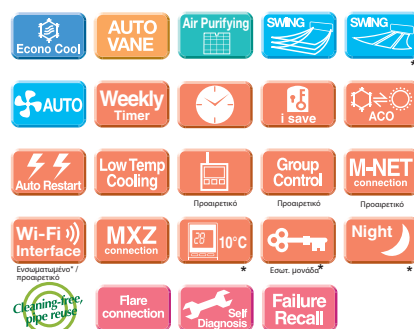 Econo Cool
AUTO
VANE
Air Purifying
SWING
SWING
*
AUTO
Weekly
Timer
i save
ACO
Auto Restart
Low Temp
Cooling
Προαιρετικό
Group
Control
Προαιρετικό
M-NET
connection
Προαιρετικό
Wi-Fi
Interface
Ενσωματωμένο* /
προαιρετικό
MXZ
connection
28
10°C
*
Εσωτ. μονάδα*
Night
*
Cleaning-free,
pipe reuse
Flare
connection
Self
Diagnosis
Failure
Recall